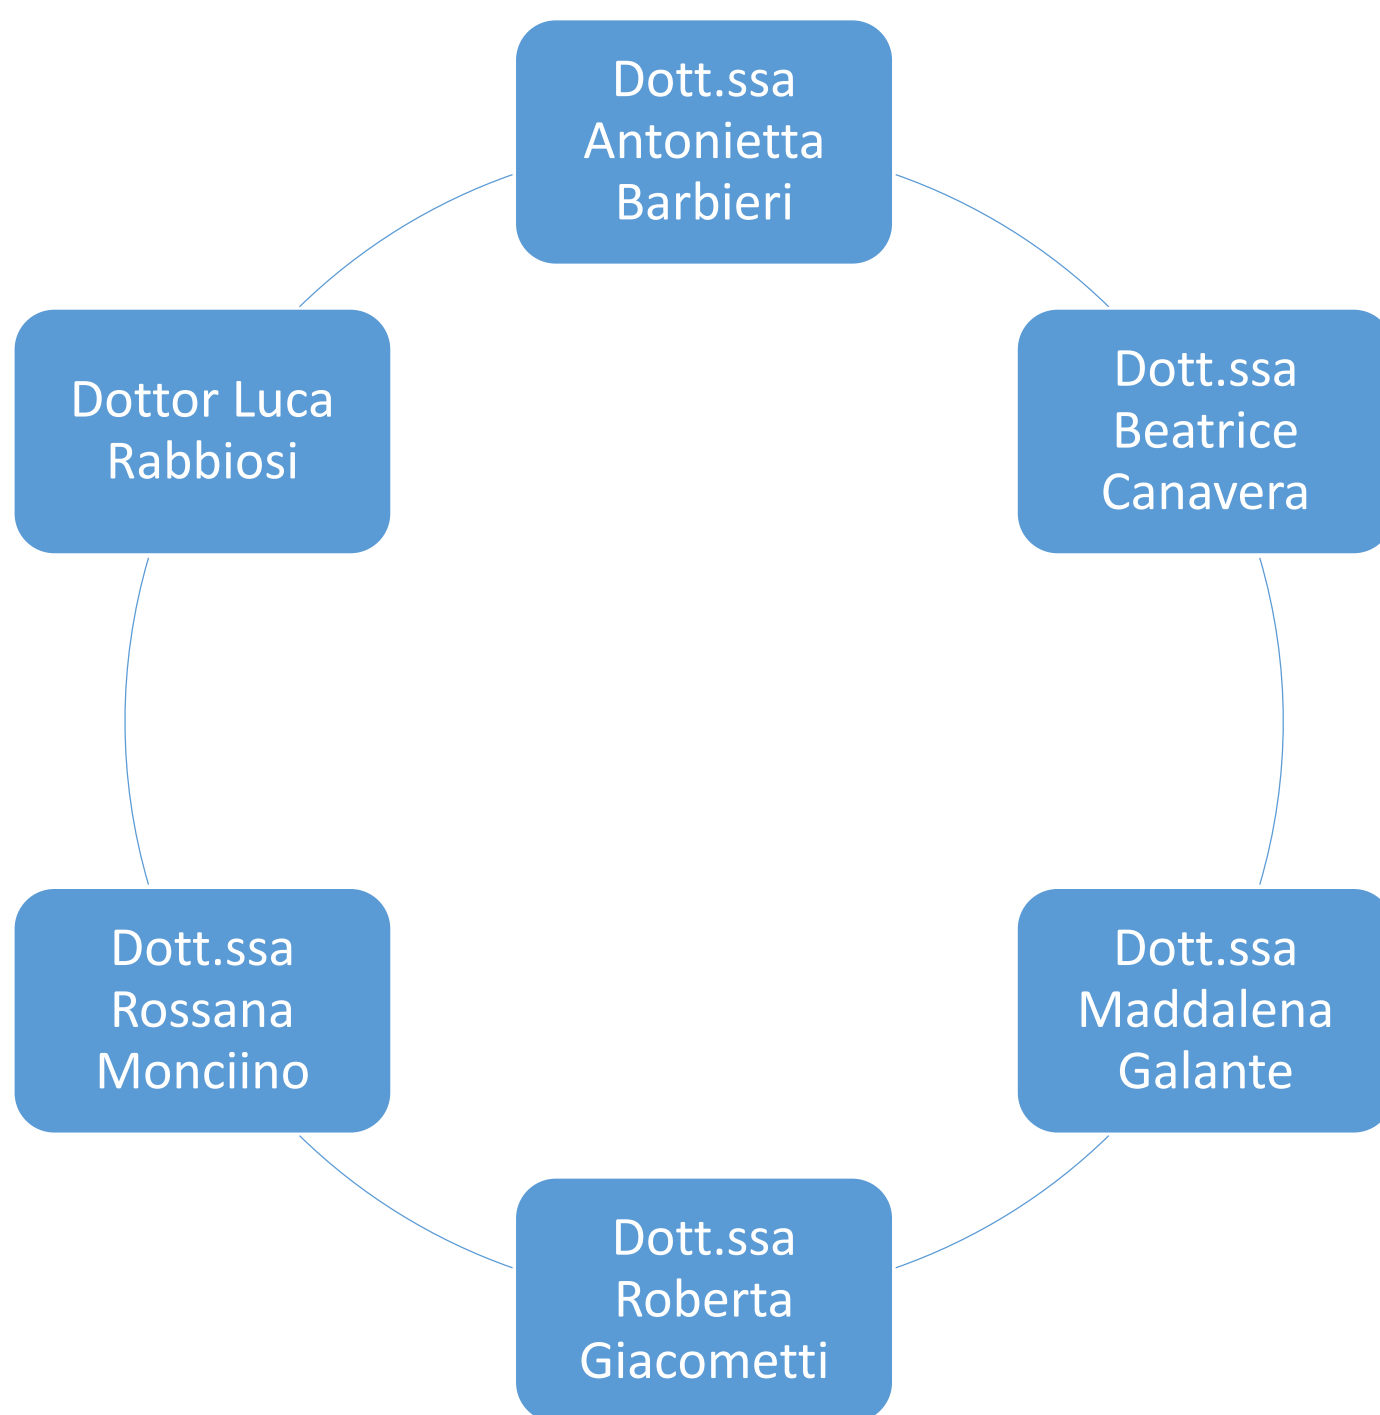 Dott.ssa
Antonietta
Barbieri
Dott.ssa
Beatrice
Canavera
Dott.ssa
Maddalena
Galante
Dott.ssa
Roberta
Giacometti
Dott.ssa
Rossana
Monciino
Dottor Luca
Rabbiosi